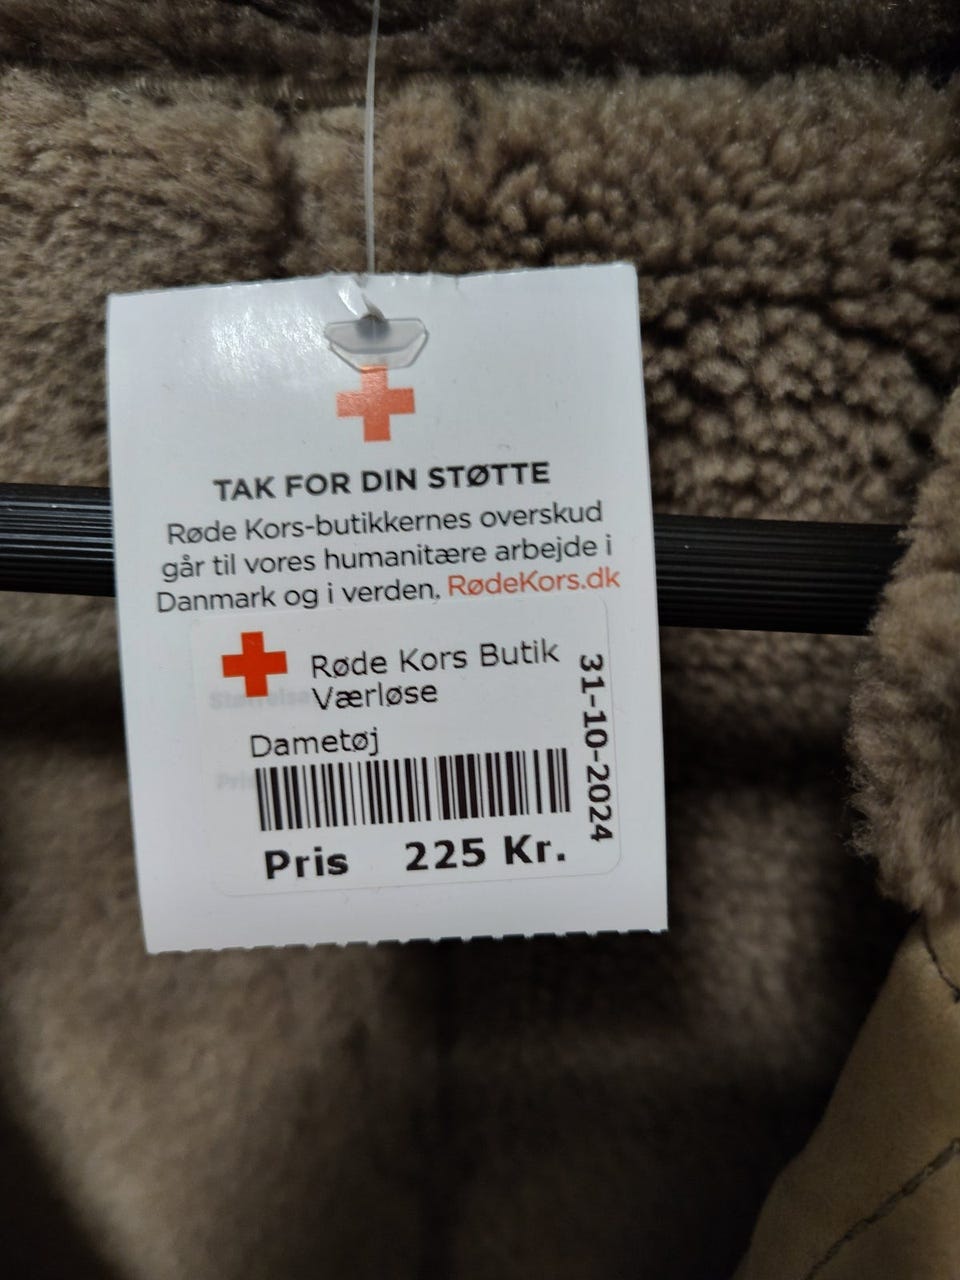 TAK FOR DIN STØTTE
Røde Kors-butikkernes overskud
går til vores humanitære arbejde i
Danmark og i verden. RødeKors.dk
Røde Kors Butik
Værløse
Dametøj
Pris 225 Kr.
31-10-2024